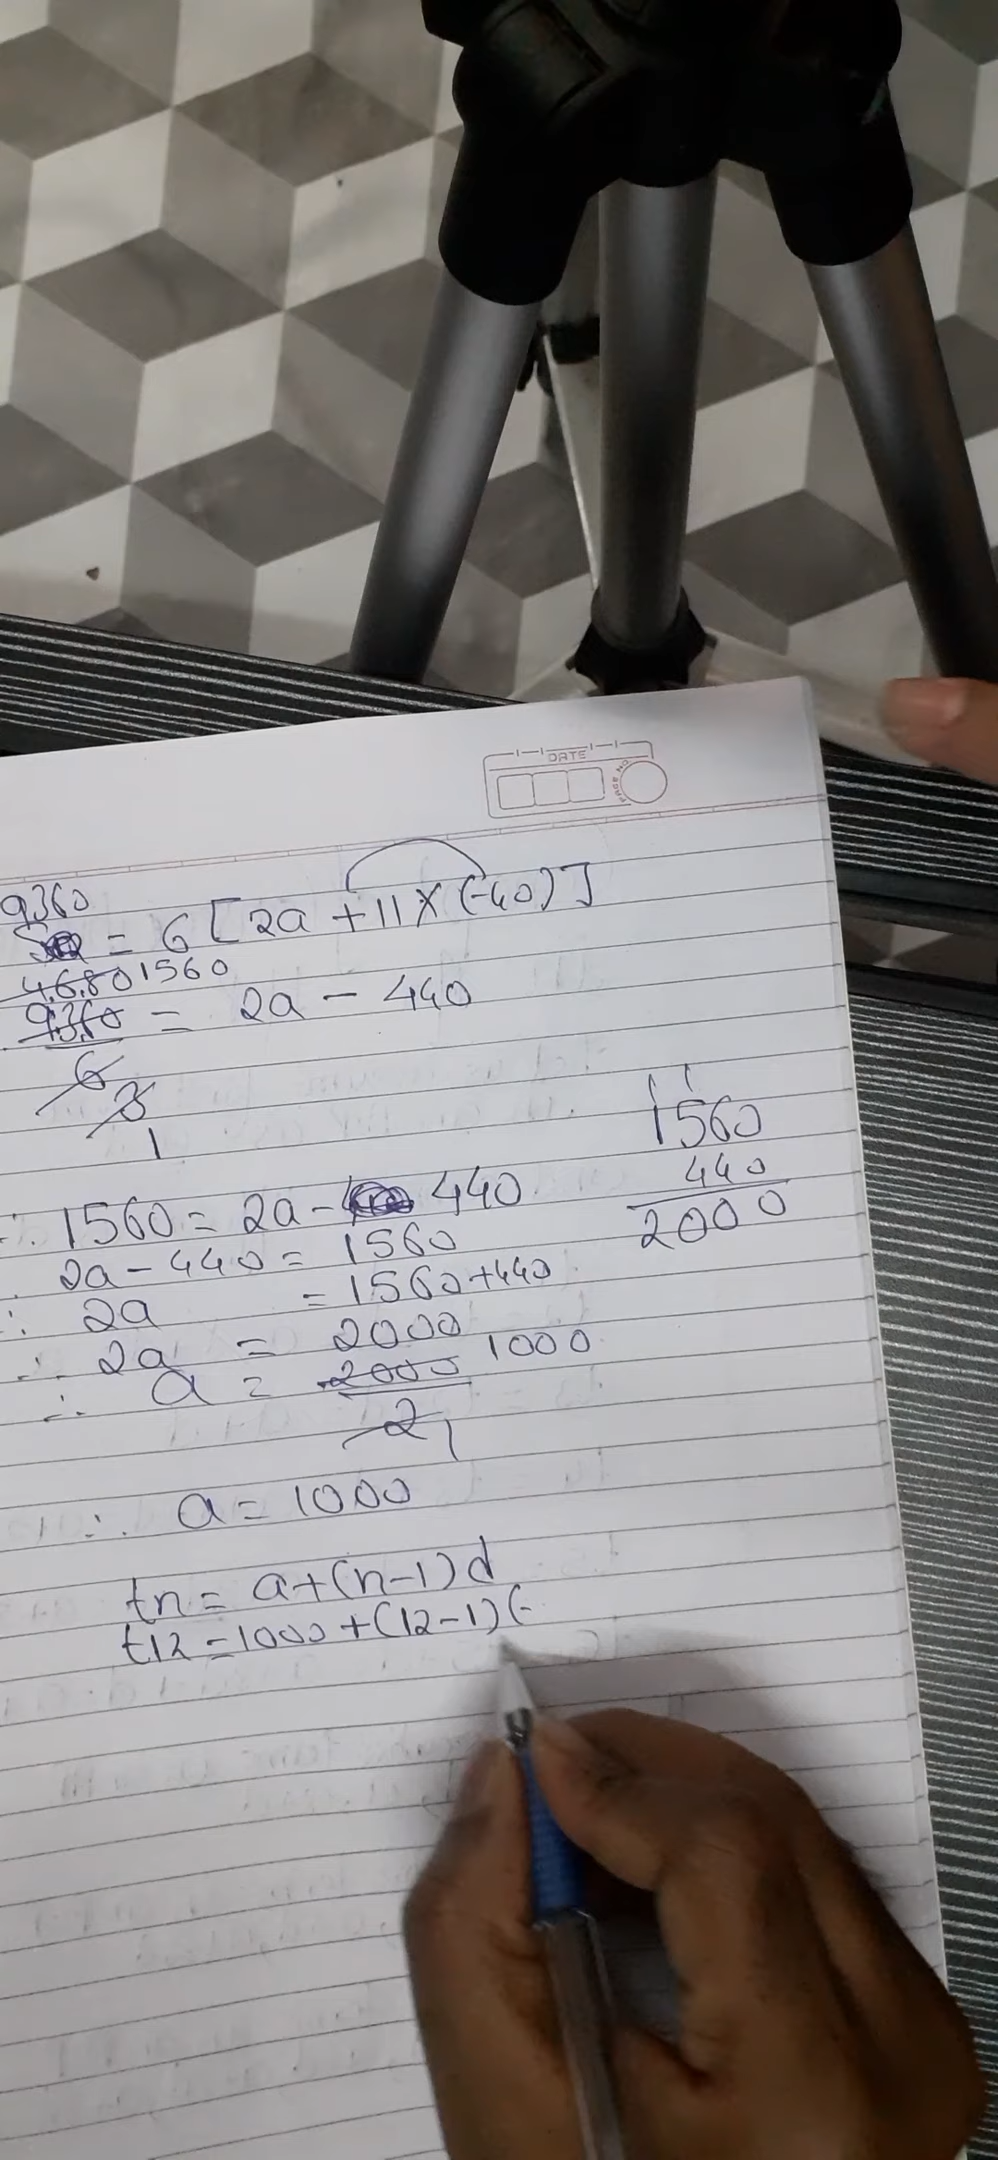 DATE
PAGE NO
9360
= 6 [2a + 11 × (-40)]
4680 1560
9360 = 2a - 440
6
3
1
∴ 1560 = 2a - 440
2a - 440 = 1560
∴ 2a = 1560 + 440
∴ 2a = 2000
∴ a = 2000 1000
2 1
1 1
1560
440
2000
∴ a = 1000
tn = a + (n-1)d
t12 = 1000 + (12-1) (-